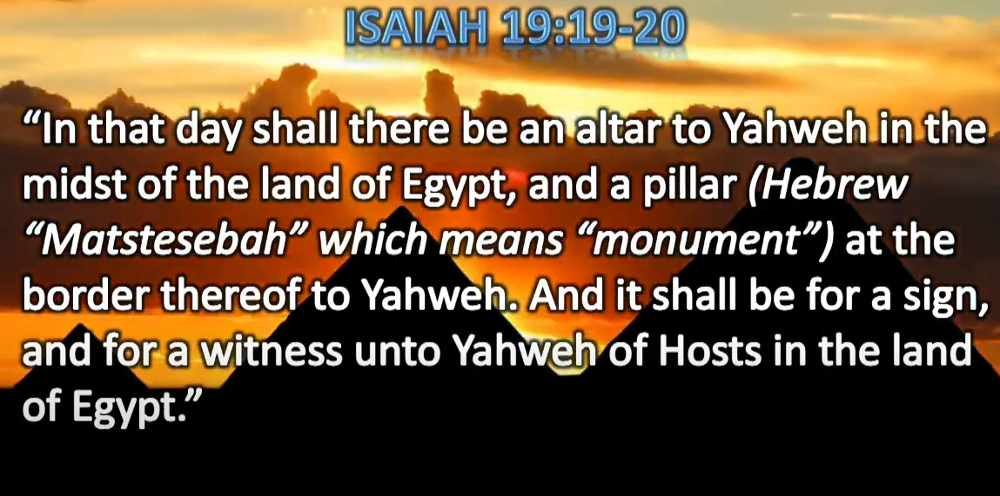 ISAIAH 19:19-20
“In that day shall there be an altar to Yahweh in the
midst of the land of Egypt, and a pillar (Hebrew
“Matstesebah” which means “monument”) at the
border thereof to Yahweh. And it shall be for a sign,
and for a witness unto Yahweh of Hosts in the land
of Egypt.”